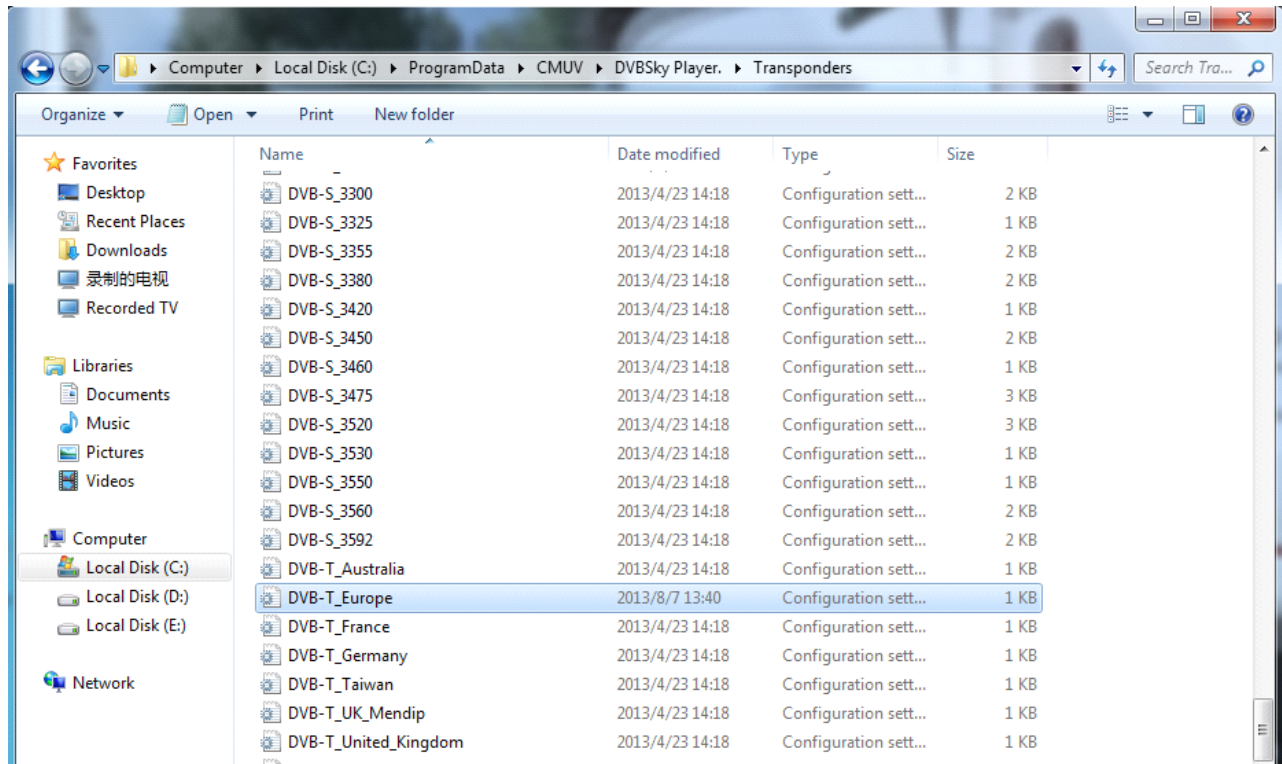 Computer Local Disk (C:) ProgramData CMUV DVBSky Player. Transponders Search Tra...
Organize Open Print New folder
Favorites
Desktop
Recent Places
Downloads
录制的电视
Recorded TV
Libraries
Documents
Music
Pictures
Videos
Computer
Local Disk (C:)
Local Disk (D:)
Local Disk (E:)
Network
Name Date modified Type Size
DVB-S_3300 2013/4/23 14:18 Configuration sett... 2 KB
DVB-S_3325 2013/4/23 14:18 Configuration sett... 1 KB
DVB-S_3355 2013/4/23 14:18 Configuration sett... 2 KB
DVB-S_3380 2013/4/23 14:18 Configuration sett... 2 KB
DVB-S_3420 2013/4/23 14:18 Configuration sett... 1 KB
DVB-S_3450 2013/4/23 14:18 Configuration sett... 2 KB
DVB-S_3460 2013/4/23 14:18 Configuration sett... 1 KB
DVB-S_3475 2013/4/23 14:18 Configuration sett... 3 KB
DVB-S_3520 2013/4/23 14:18 Configuration sett... 3 KB
DVB-S_3530 2013/4/23 14:18 Configuration sett... 1 KB
DVB-S_3550 2013/4/23 14:18 Configuration sett... 1 KB
DVB-S_3560 2013/4/23 14:18 Configuration sett... 2 KB
DVB-S_3592 2013/4/23 14:18 Configuration sett... 2 KB
DVB-T_Australia 2013/4/23 14:18 Configuration sett... 1 KB
DVB-T_Europe 2013/8/7 13:40 Configuration sett... 1 KB
DVB-T_France 2013/4/23 14:18 Configuration sett... 1 KB
DVB-T_Germany 2013/4/23 14:18 Configuration sett... 1 KB
DVB-T_Taiwan 2013/4/23 14:18 Configuration sett... 1 KB
DVB-T_UK_Mendip 2013/4/23 14:18 Configuration sett... 1 KB
DVB-T_United_Kingdom 2013/4/23 14:18 Configuration sett... 1 KB